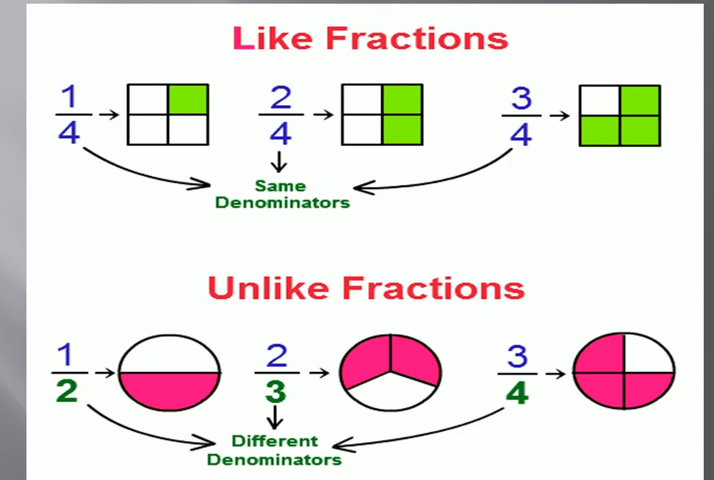 Like Fractions
1/4 2/4 3/4
Same
Denominators
Unlike Fractions
1/2 2/3 3/4
Different
Denominators